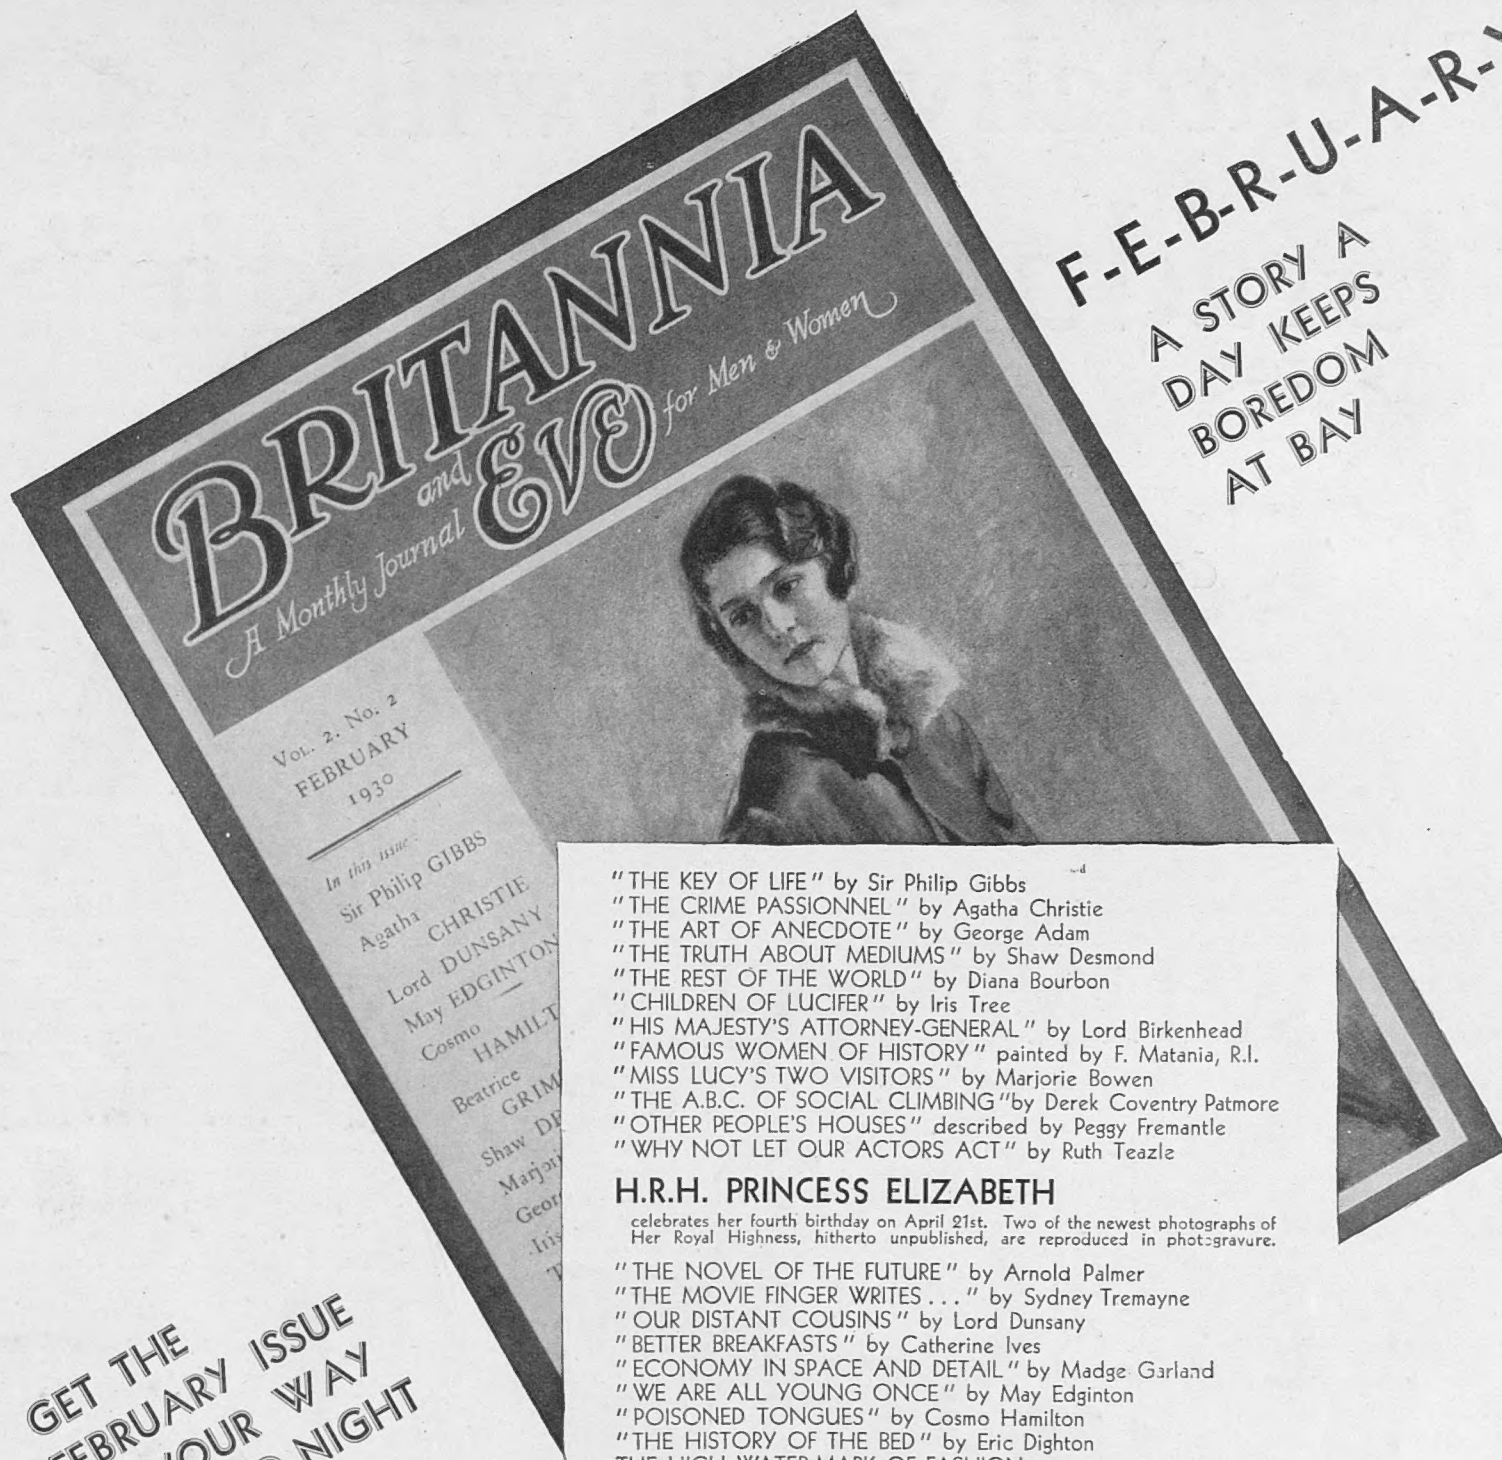 F-E-B-R-U-A-R-Y
A STORY A
DAY KEEPS
BOREDOM
AT BAY
BRITANNIA
and EVE
A Monthly Journal for Men & Women
VOL. 2. No. 2
FEBRUARY
1930
In this issue:
Sir Philip GIBBS
Agatha
CHRISTIE
Lord DUNSANY
May EDGINTON
Cosmo
HAMILT
Beatrice
GRIM
Shaw DE
Marjori
Geor
Iris
"THE KEY OF LIFE" by Sir Philip Gibbs
"THE CRIME PASSIONNEL" by Agatha Christie
"THE ART OF ANECDOTE" by George Adam
"THE TRUTH ABOUT MEDIUMS" by Shaw Desmond
"THE REST OF THE WORLD" by Diana Bourbon
"CHILDREN OF LUCIFER" by Iris Tree
"HIS MAJESTY'S ATTORNEY-GENERAL" by Lord Birkenhead
"FAMOUS WOMEN OF HISTORY" painted by F. Matania, R.I.
"MISS LUCY'S TWO VISITORS" by Marjorie Bowen
"THE A.B.C. OF SOCIAL CLIMBING" by Derek Coventry Patmore
"OTHER PEOPLE'S HOUSES" described by Peggy Fremantle
"WHY NOT LET OUR ACTORS ACT" by Ruth Teazle
H.R.H. PRINCESS ELIZABETH
celebrates her fourth birthday on April 21st. Two of the newest photographs of
Her Royal Highness, hitherto unpublished, are reproduced in photogravure.
"THE NOVEL OF THE FUTURE" by Arnold Palmer
"THE MOVIE FINGER WRITES..." by Sydney Tremayne
"OUR DISTANT COUSINS" by Lord Dunsany
"BETTER BREAKFASTS" by Catherine Ives
"ECONOMY IN SPACE AND DETAIL" by Madge Garland
"WE ARE ALL YOUNG ONCE" by May Edginton
"POISONED TONGUES" by Cosmo Hamilton
"THE HISTORY OF THE BED" by Eric Dighton
THE HIGH WATER-MARK OF FASHION
GET THE
FEBRUARY ISSUE
YOUR WAY
NIGHT